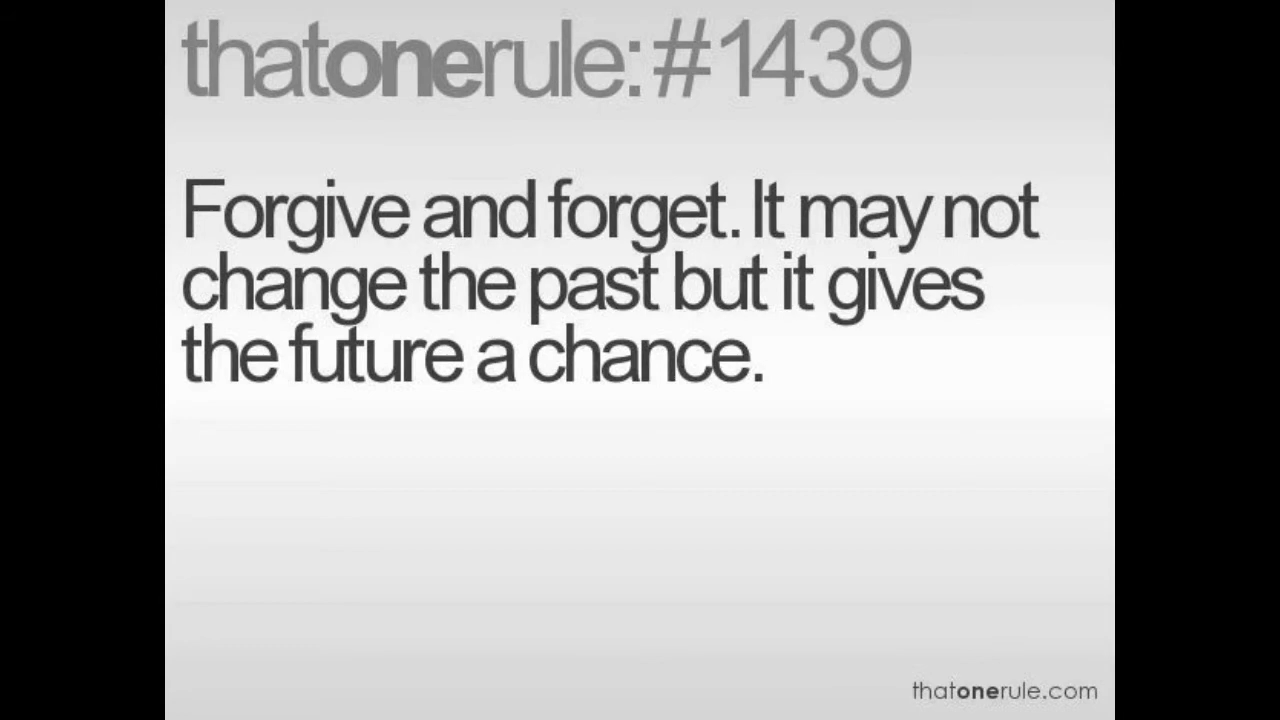 thatonerule: #1439
Forgive and forget. It may not
change the past but it gives
the future a chance.
thatonerule.com